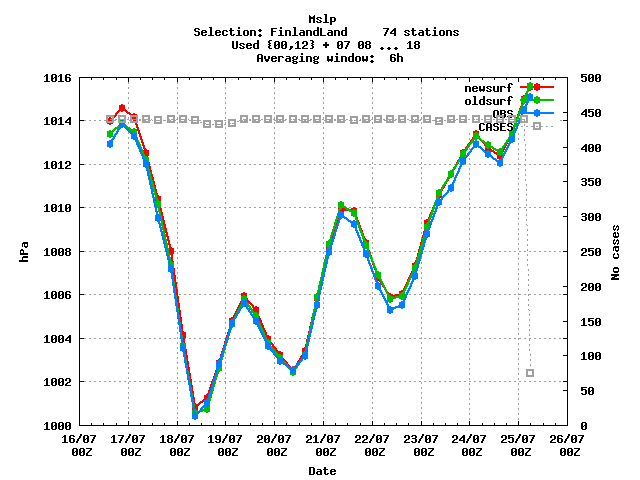 Mslp
Selection: FinlandLand 74 stations
Used {00,12} + 07 08 ... 18
Averaging window: 6h
1016 500
newsurf
oldsurf
OBS
CASES
450
1014
400
1012
350
1010
300
hPa
1008 250
No cases
200
1006
150
1004
100
1002
50
1000 0
16/07 17/07 18/07 19/07 20/07 21/07 22/07 23/07 24/07 25/07 26/07
00Z 00Z 00Z 00Z 00Z 00Z 00Z 00Z 00Z 00Z 00Z
Date